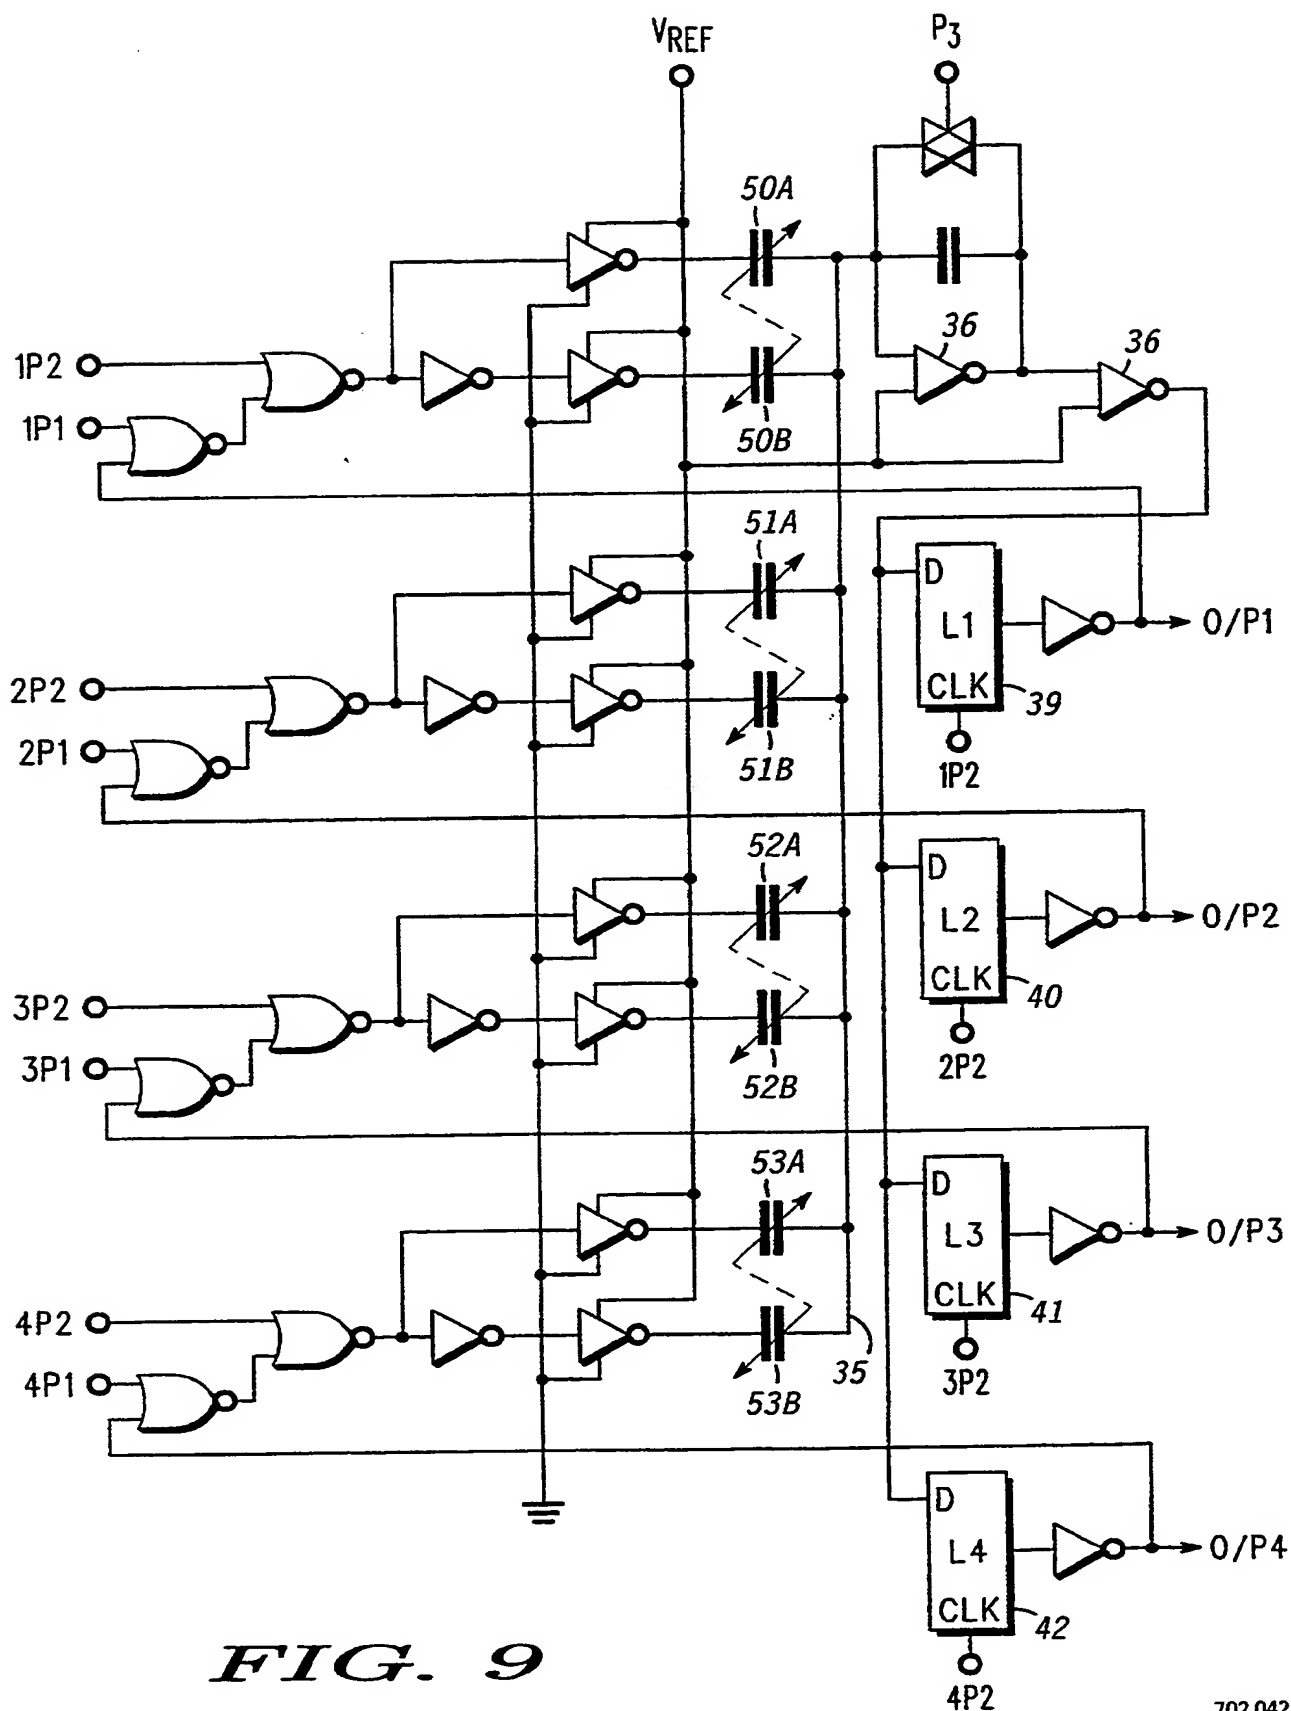 VREF
P3
50A
36
36
1P2
1P1
50B
51A
D
L1
O/P1
CLK
39
2P2
2P1
51B
1P2
52A
D
L2
O/P2
CLK
40
3P2
3P1
52B
2P2
53A
D
L3
O/P3
CLK
41
4P2
4P1
53B
35
3P2
D
L4
O/P4
CLK
42
4P2
FIG. 9
702,042